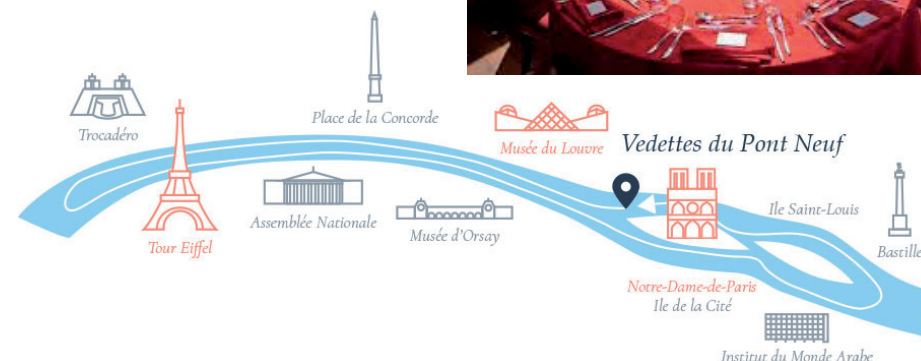 Place de la Concorde
Trocadéro
Musée du Louvre
Vedettes du Pont Neuf
Assemblée Nationale
Ile Saint-Louis
Musée d'Orsay
Tour Eiffel
Bastille
Notre-Dame-de-Paris
Ile de la Cité
Institut du Monde Arabe